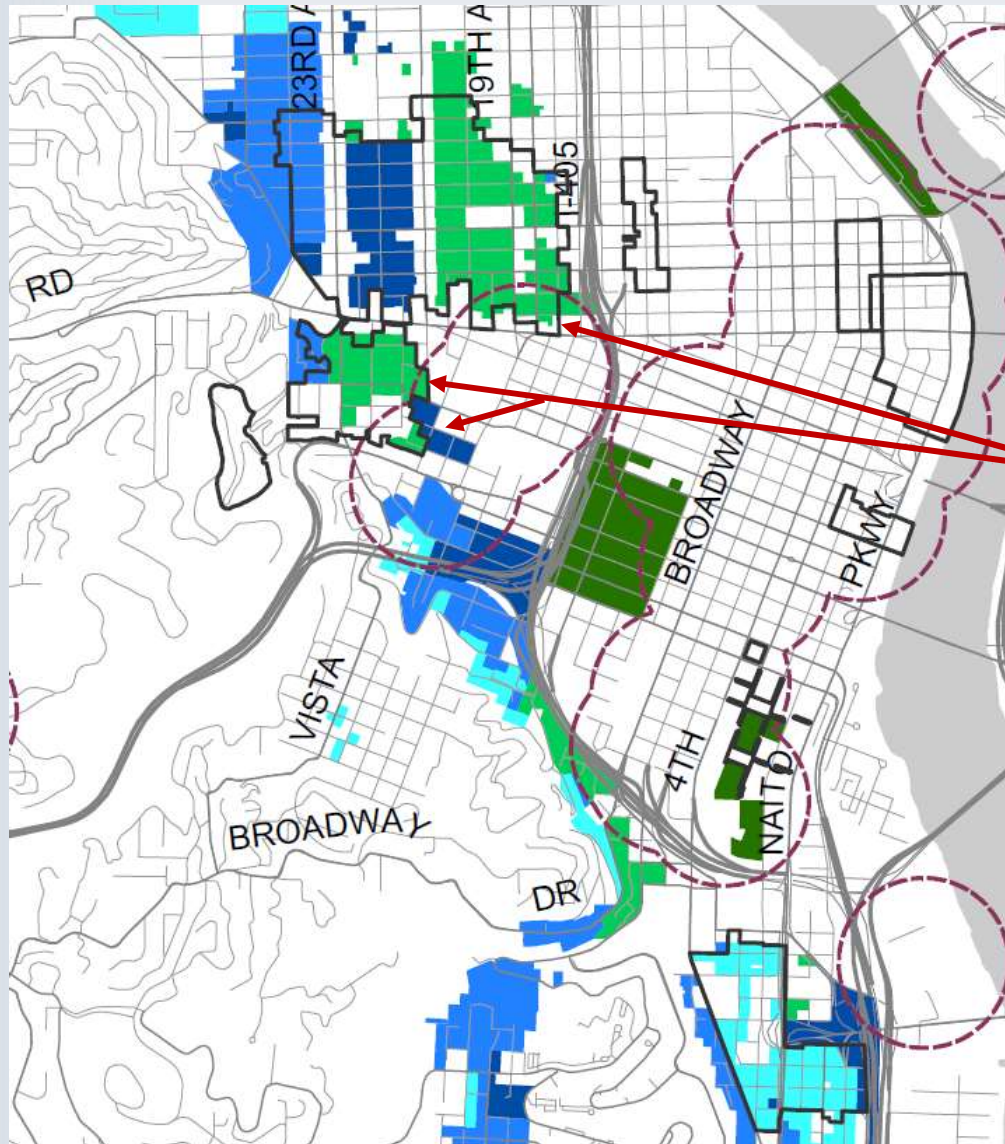 23RD A
19TH A
I-405
RD
BROADWAY
PKWY
VISTA
4TH
NAITO
BROADWAY
DR